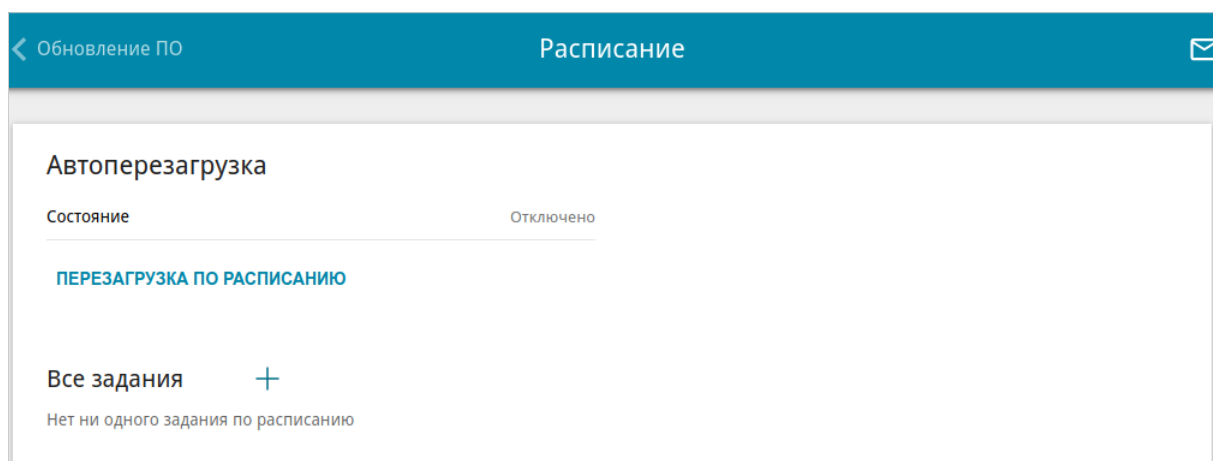 Обновление ПО
Расписание
Автоперезагрузка
Состояние
Отключено
ПЕРЕЗАГРУЗКА ПО РАСПИСАНИЮ
Все задания
Нет ни одного задания по расписанию